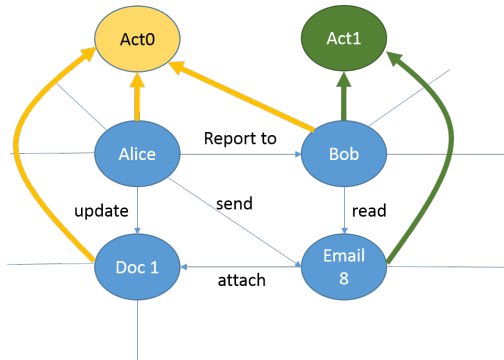 Act0
Act1
Alice
Report to
Bob
update
send
read
Doc 1
attach
Email
8